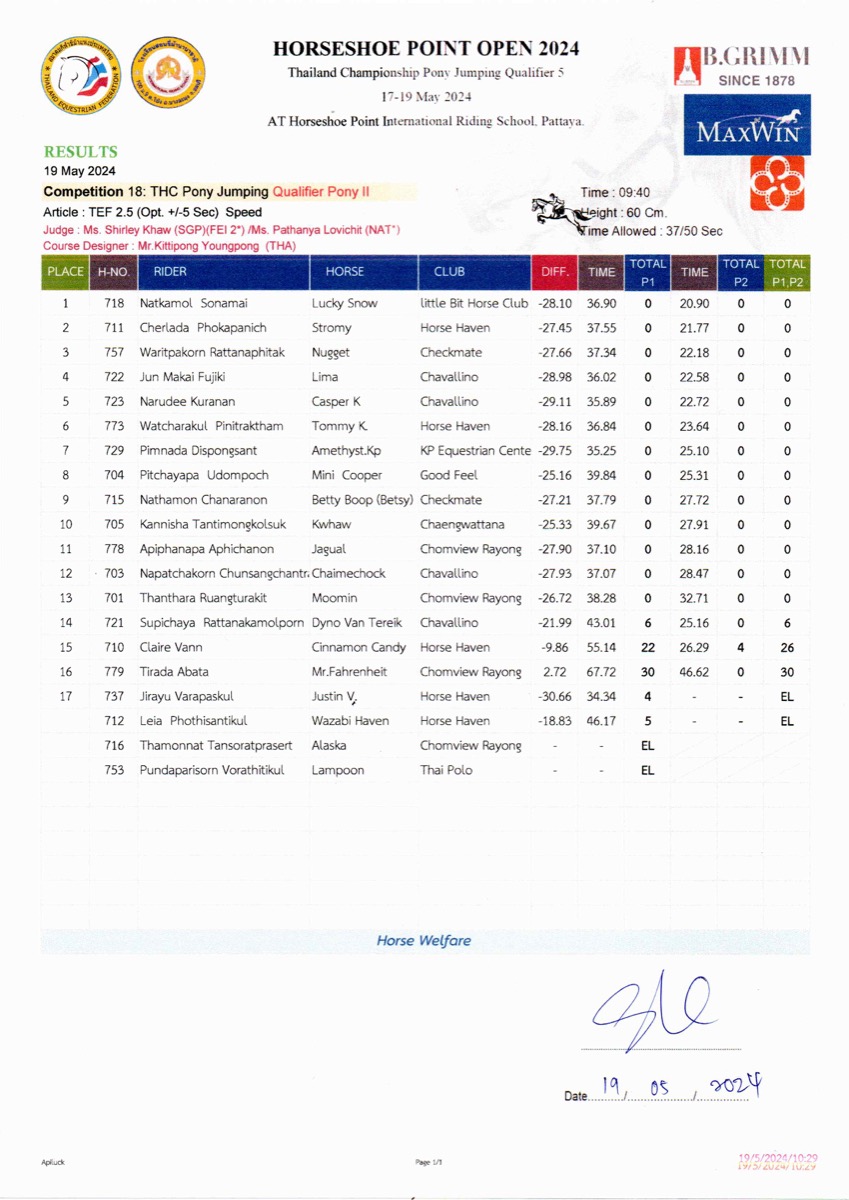 HORSESHOE POINT OPEN 2024
Thailand Championship Pony Jumping Qualifier 5
17-19 May 2024
AT Horseshoe Point International Riding School, Pattaya.
THAILAND EQUESTRIAN FEDERATION
B.GRIMM
SINCE 1878
MAXWIN
RESULTS
19 May 2024
Competition 18: THC Pony Jumping Qualifier Pony II
Time : 09:40
Article : TEF 2.5 (Opt. +/-5 Sec) Speed
Height : 60 Cm.
Judge : Ms. Shirley Khaw (SGP)(FEI 2*) /Ms. Pathanya Lovichit (NAT*)
Time Allowed : 37/50 Sec
Course Designer : Mr.Kittipong Youngpong (THA)
PLACE H-NO. RIDER HORSE CLUB DIFF. TIME TOTAL P1 TIME TOTAL P2 TOTAL P1,P2
1 718 Natkamol Sonamai Lucky Snow little Bit Horse Club -28.10 36.90 0 20.90 0 0
2 711 Cherlada Phokapanich Stromy Horse Haven -27.45 37.55 0 21.77 0 0
3 757 Waritpakorn Rattanaphitak Nugget Checkmate -27.66 37.34 0 22.18 0 0
4 722 Jun Makai Fujiki Lima Chavallino -28.98 36.02 0 22.58 0 0
5 723 Narudee Kuranan Casper K Chavallino -29.11 35.89 0 22.72 0 0
6 773 Watcharakul Pinitraktham Tommy K. Horse Haven -28.16 36.84 0 23.64 0 0
7 729 Pimnada Dispongsant Amethyst.Kp KP Equestrian Cente -29.75 35.25 0 25.10 0 0
8 704 Pitchayapa Udompoch Mini Cooper Good Feel -25.16 39.84 0 25.31 0 0
9 715 Nathamon Chanaranon Betty Boop (Betsy) Checkmate -27.21 37.79 0 27.72 0 0
10 705 Kannisha Tantimongkolsuk Kwhaw Chaengwattana -25.33 39.67 0 27.91 0 0
11 778 Apiphanapa Aphichanon Jagual Chomview Rayong -27.90 37.10 0 28.16 0 0
12 703 Napatchakorn Chunsangchantr Chaimechock Chavallino -27.93 37.07 0 28.47 0 0
13 701 Thanthara Ruangturakit Moomin Chomview Rayong -26.72 38.28 0 32.71 0 0
14 721 Supichaya Rattanakamolporn Dyno Van Tereik Chavallino -21.99 43.01 6 25.16 0 6
15 710 Claire Vann Cinnamon Candy Horse Haven -9.86 55.14 22 26.29 4 26
16 779 Tirada Abata Mr.Fahrenheit Chomview Rayong 2.72 67.72 30 46.62 0 30
17 737 Jirayu Varapaskul Justin V. Horse Haven -30.66 34.34 4 - - EL
712 Leia Phothisantikul Wazabi Haven Horse Haven -18.83 46.17 5 - - EL
716 Thamonnat Tansoratprasert Alaska Chomview Rayong - - EL
753 Pundaparisorn Vorathitikul Lampoon Thai Polo - - EL
Horse Welfare
Date 19 / 05 / 2024
Apiluck
Page 1/1
19/5/2024/10:29
19/5/2024/10:29